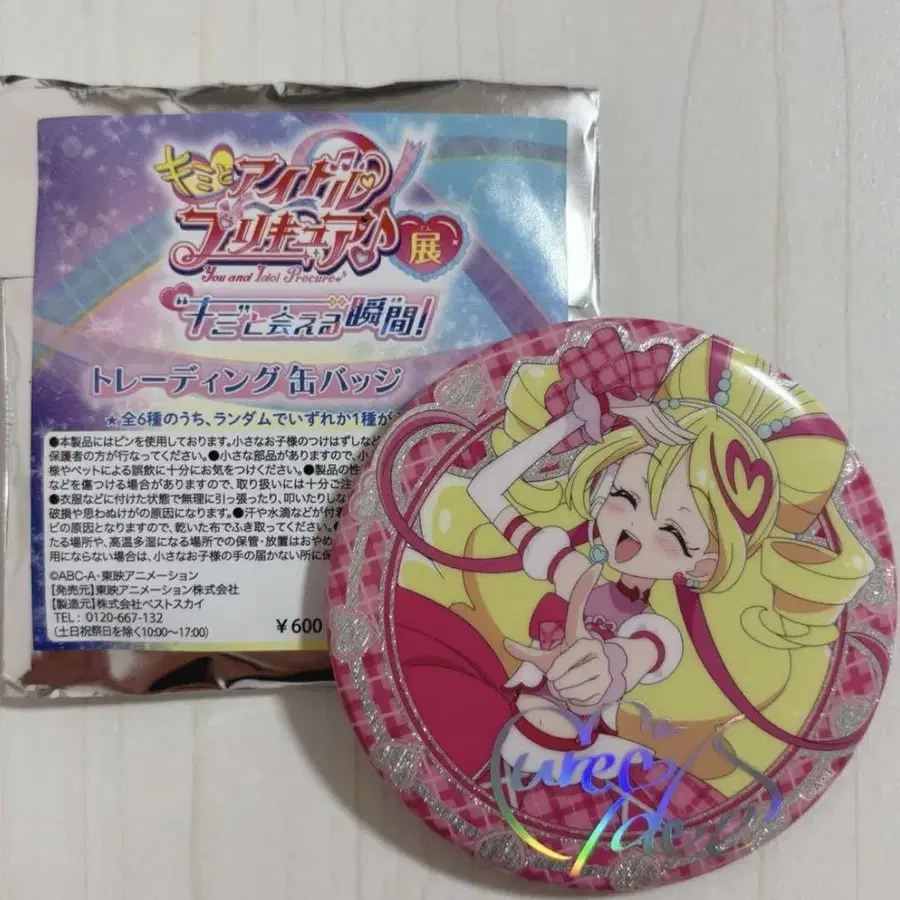 キミとアイドル
プリキュア♪展
You and Idol Precure♪
"キミと会える瞬間!"
トレーディング缶バッジ
★全6種のうち、ランダムでいずれか1種が
●本製品にはピンを使用しております。小さなお子様のつけはずしなど
保護者の方が行なってください。●小さな部品がありますので、小
様やペットによる誤飲に十分にお気をつけください。●製品の性
などを傷つける場合がありますので、取り扱いには十分ご注
●衣服などに付けた状態で無理に引っ張ったり、叩いたりしな
破損や思わぬけがの原因になります。●汗や水滴などが付着
ビの原因となりますので、乾いた布でふき取ってください。
たる場所や、高温多湿になる場所での保管・放置はおやめ
用にならない場合は、小さなお子様の手の届かない所に保
©ABC-A・東映アニメーション
【発売元】東映アニメーション株式会社
【製造元】株式会社ベストスカイ
TEL：0120-667-132
(土日祝祭日を除く10:00～17:00)
￥600
Cure